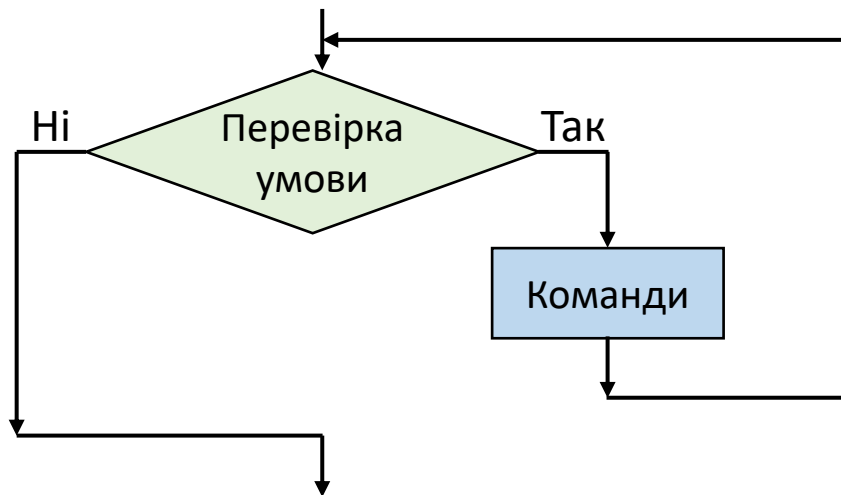 Ні
Перевірка
умови
Так
Команди